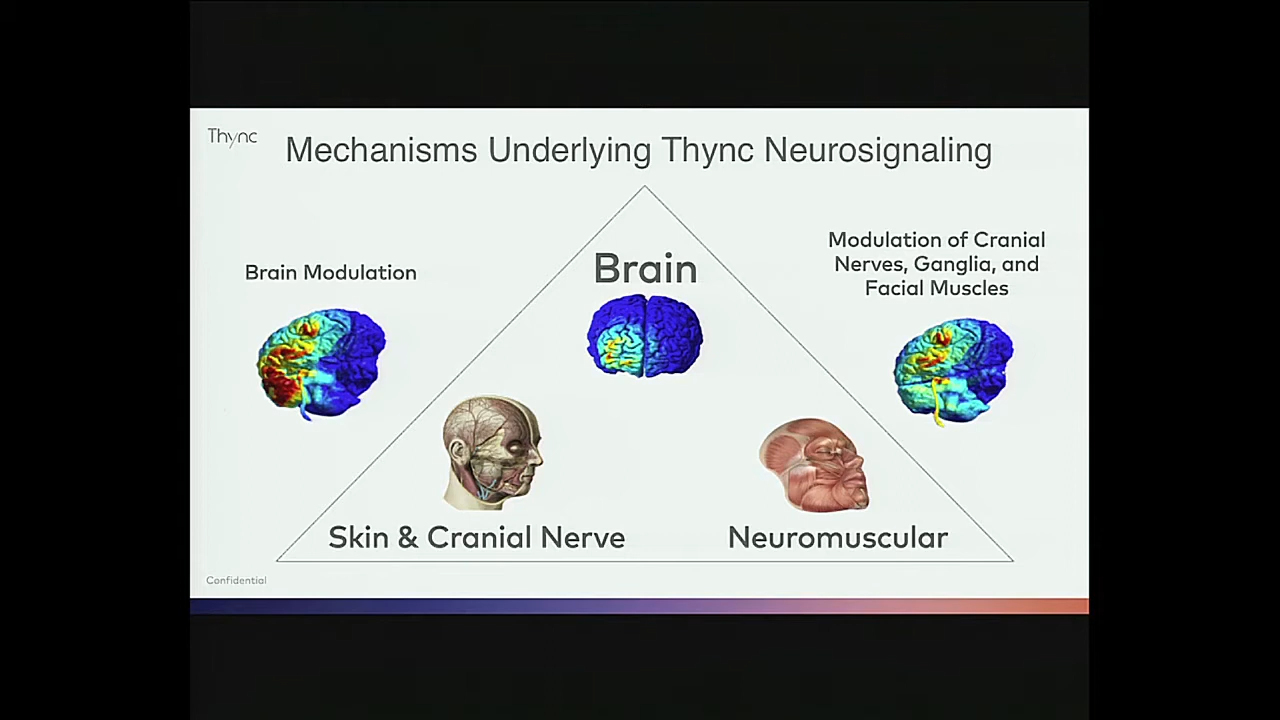 Thync
Mechanisms Underlying Thync Neurosignaling
Brain Modulation
Brain
Modulation of Cranial
Nerves, Ganglia, and
Facial Muscles
Skin & Cranial Nerve
Neuromuscular
Confidential